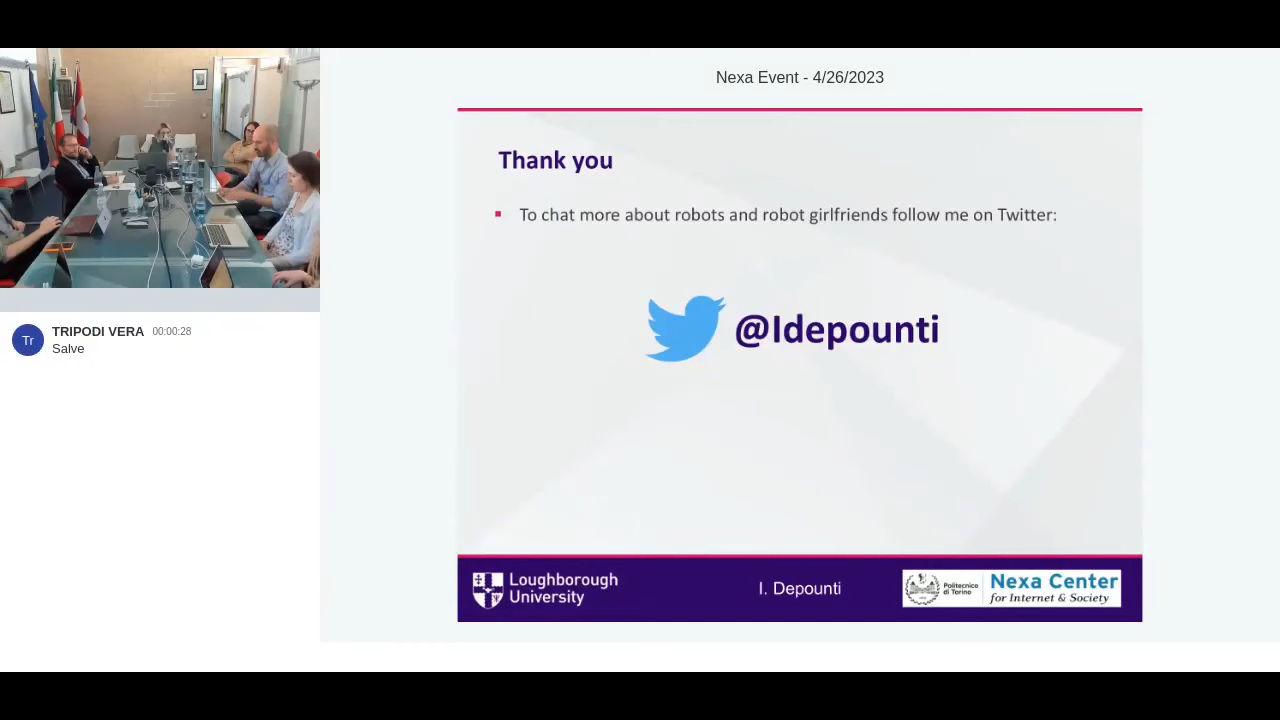 Nexa Event - 4/26/2023
Thank you
To chat more about robots and robot girlfriends follow me on Twitter:
@Idepounti
Loughborough
University
I. Depounti
Politecnico
di Torino
Nexa Center
for Internet & Society
Tr
TRIPODI VERA 00:00:28
Salve